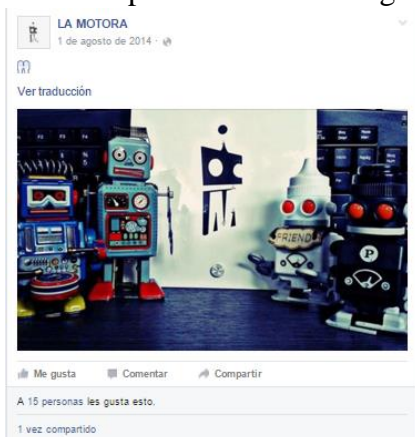 LA MOTORA
1 de agosto de 2014
Ver traducción
FRIEND
P
Me gusta
Comentar
Compartir
A 15 personas les gusta esto.
1 vez compartido